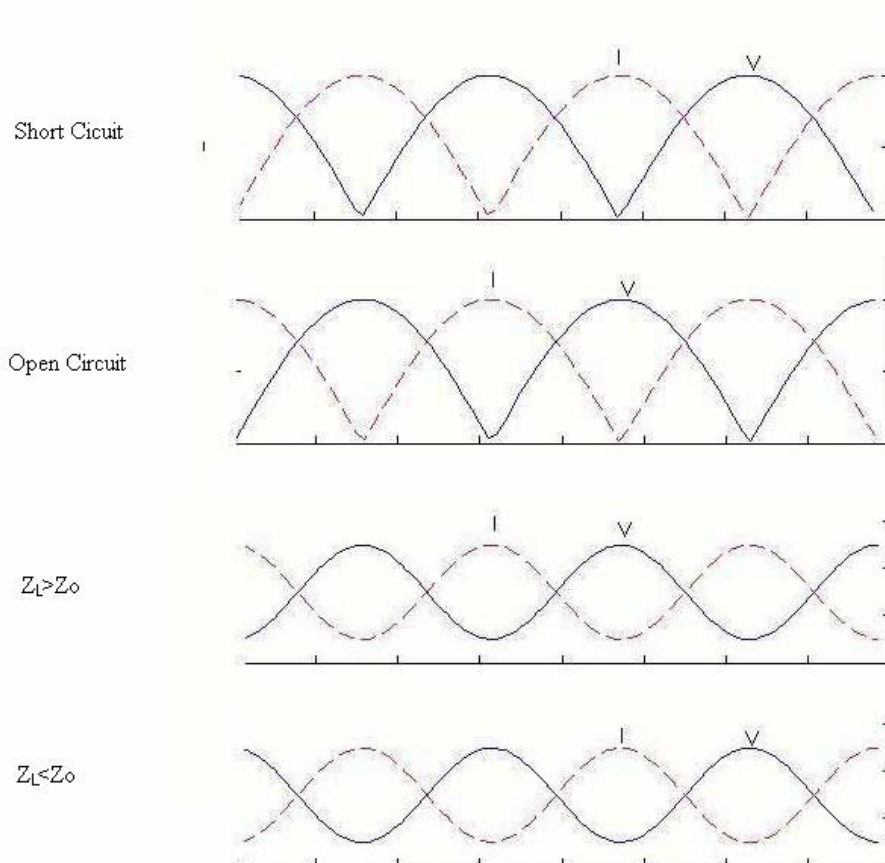 I V
Short Cicuit
I V
Open Circuit
I V
ZL>Zo
I V
ZL<Zo